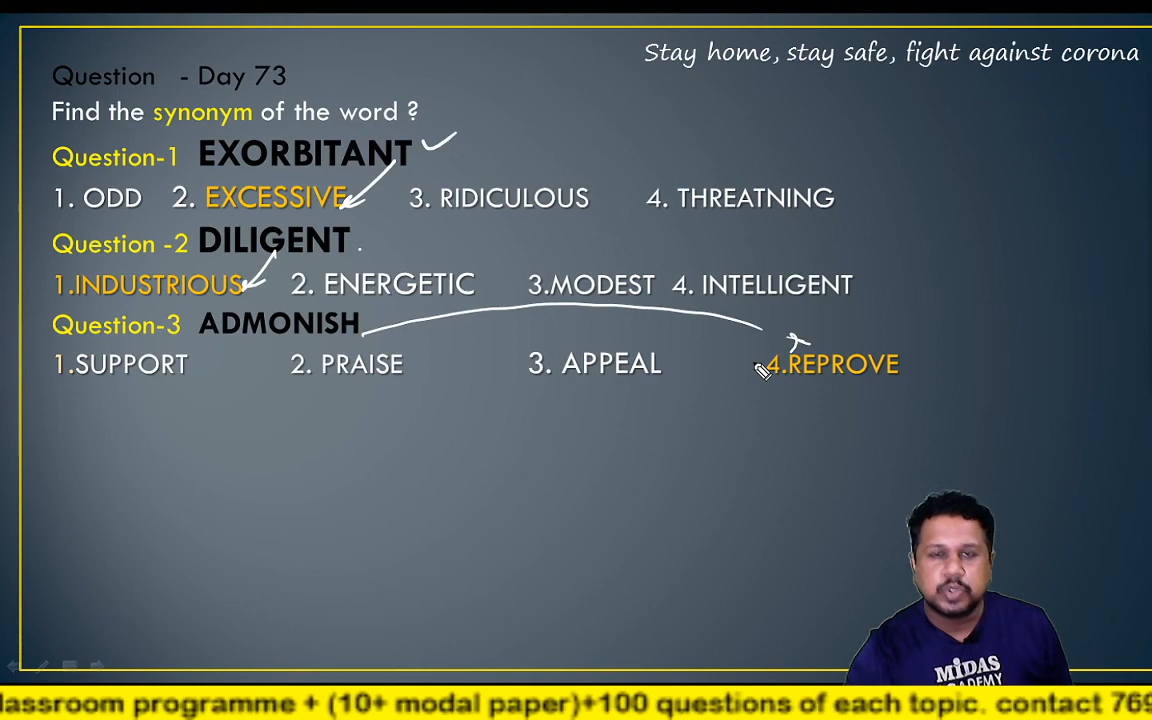 Stay home, stay safe, fight against corona
Question - Day 73
Find the synonym of the word ?
Question-1 EXORBITANT
1. ODD 2. EXCESSIVE 3. RIDICULOUS 4. THREATNING
Question -2 DILIGENT .
1.INDUSTRIOUS 2. ENERGETIC 3.MODEST 4. INTELLIGENT
Question-3 ADMONISH
1.SUPPORT 2. PRAISE 3. APPEAL 4.REPROVE
MIDAS
ACADEMY
lassroom programme + (10+ modal paper)+100 questions of each topic. contact 769